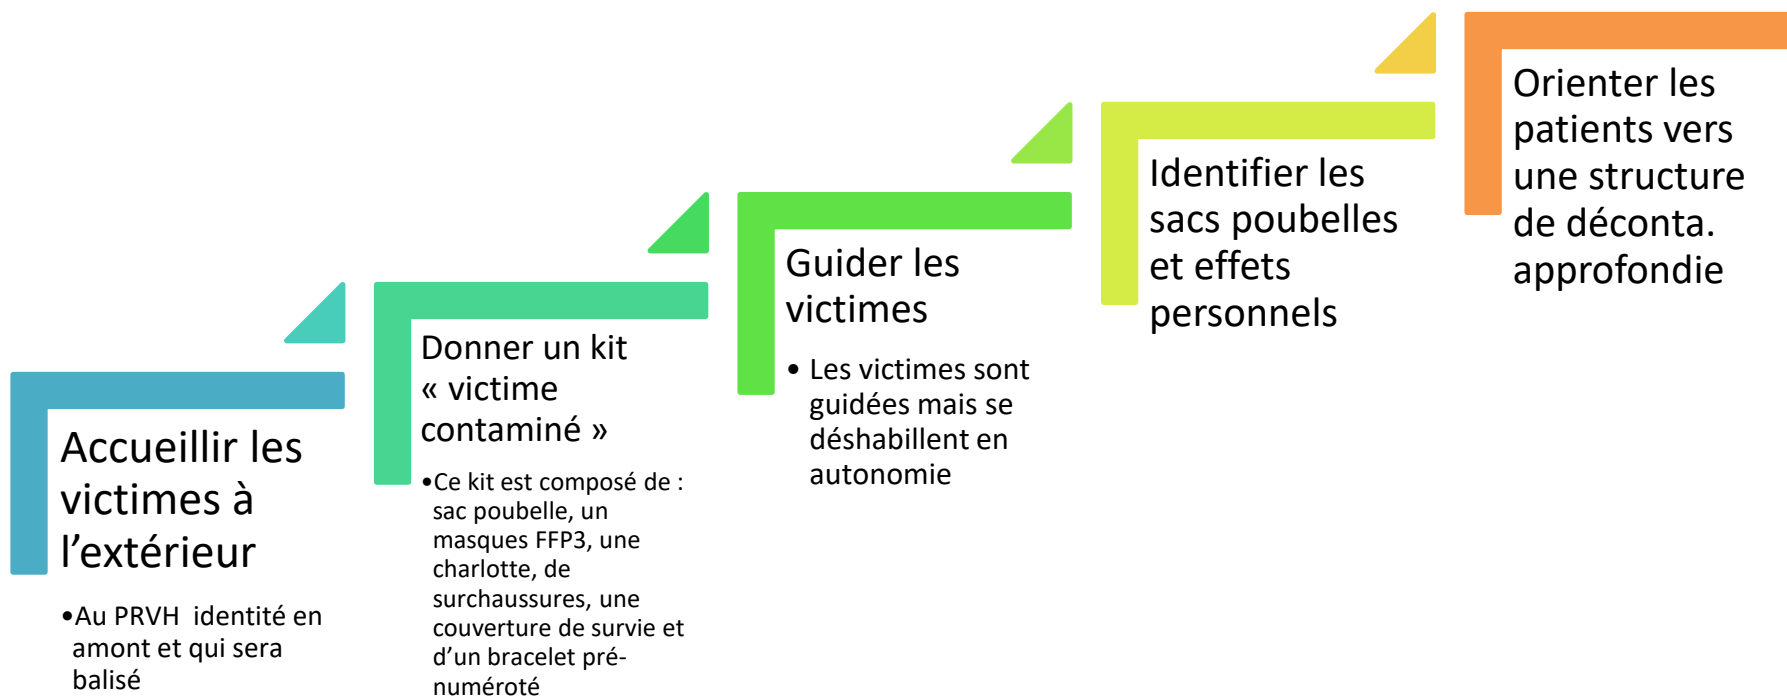 Accueillir les
victimes à
l’extérieur
•Au PRVH  identité en
amont et qui sera
balisé
Donner un kit
« victime
contaminé »
•Ce kit est composé de :
sac poubelle, un
masques FFP3, une
charlotte, de
surchaussures, une
couverture de survie et
d’un bracelet pré-
numéroté
Guider les
victimes
• Les victimes sont
guidées mais se
déshabillent en
autonomie
Identifier les
sacs poubelles
et effets
personnels
Orienter les
patients vers
une structure
de déconta.
approfondie